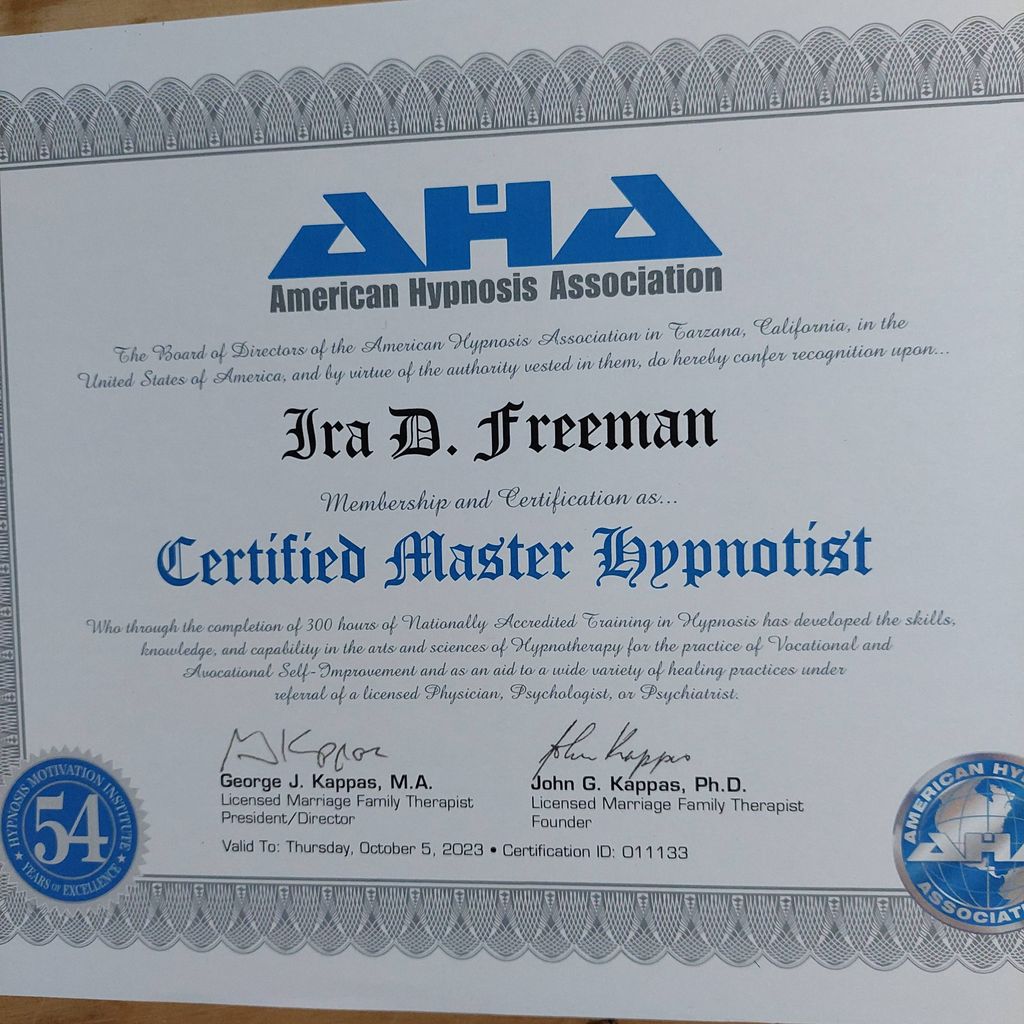 AHA
American Hypnosis Association
The Board of Directors of the American Hypnosis Association in Tarzana, California, in the
United States of America, and by virtue of the authority vested in them, do hereby confer recognition upon...
Ira D. Freeman
Membership and Certification as...
Certified Master Hypnotist
Who through the completion of 300 hours of Nationally Accredited Training in Hypnosis has developed the skills,
knowledge, and capability in the arts and sciences of Hypnotherapy for the practice of Vocational and
Avocational Self-Improvement and as an aid to a wide variety of healing practices under
referral of a licensed Physician, Psychologist, or Psychiatrist.
G J Kappas
John Kappas
George J. Kappas, M.A.
Licensed Marriage Family Therapist
President/Director
John G. Kappas, Ph.D.
Licensed Marriage Family Therapist
Founder
Valid To: Thursday, October 5, 2023 • Certification ID: 011133
HYPNOSIS MOTIVATION INSTITUTE
54
YEARS OF EXCELLENCE
AMERICAN HY
AHA
ASSOCIAT